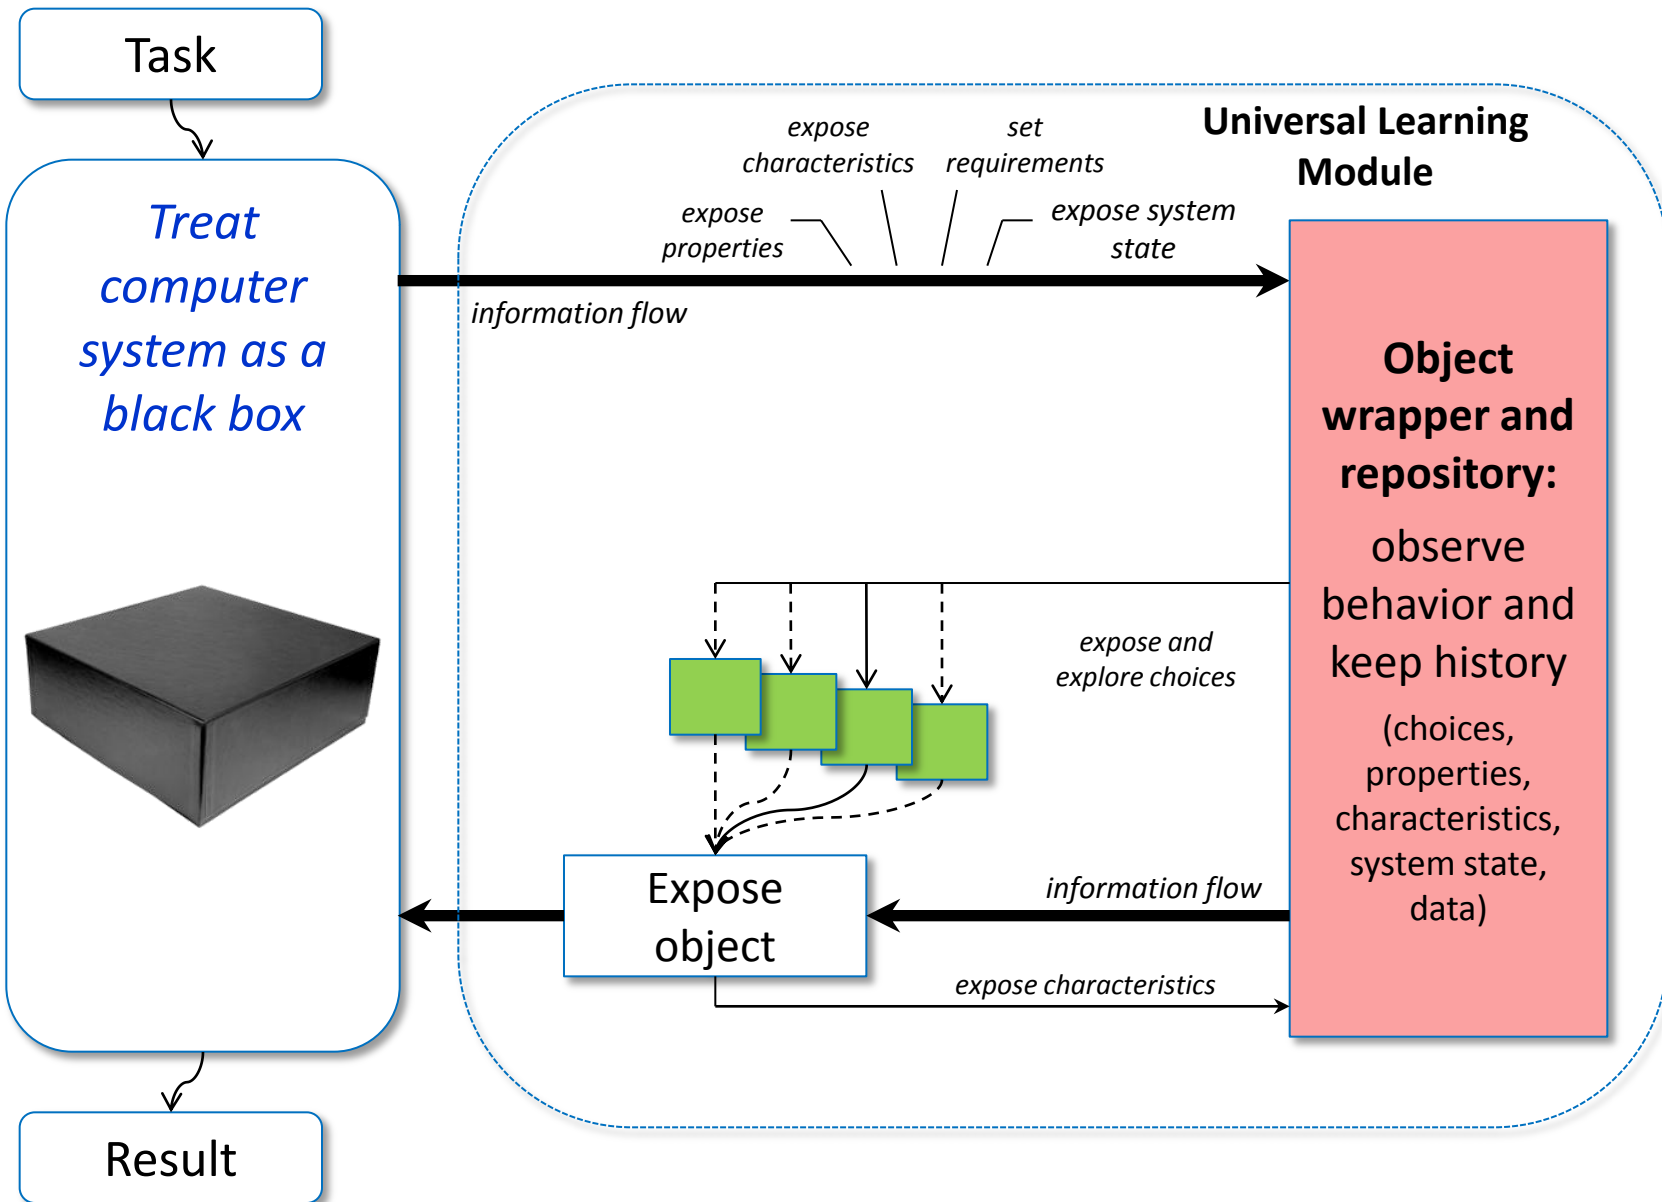 Task
Treat
computer
system as a
black box
Result
Universal Learning
Module
expose
characteristics
set
requirements
expose
properties
expose system
state
information flow
Object
wrapper and
repository:
observe
behavior and
keep history
(choices,
properties,
characteristics,
system state,
data)
expose and
explore choices
Expose
object
information flow
expose characteristics